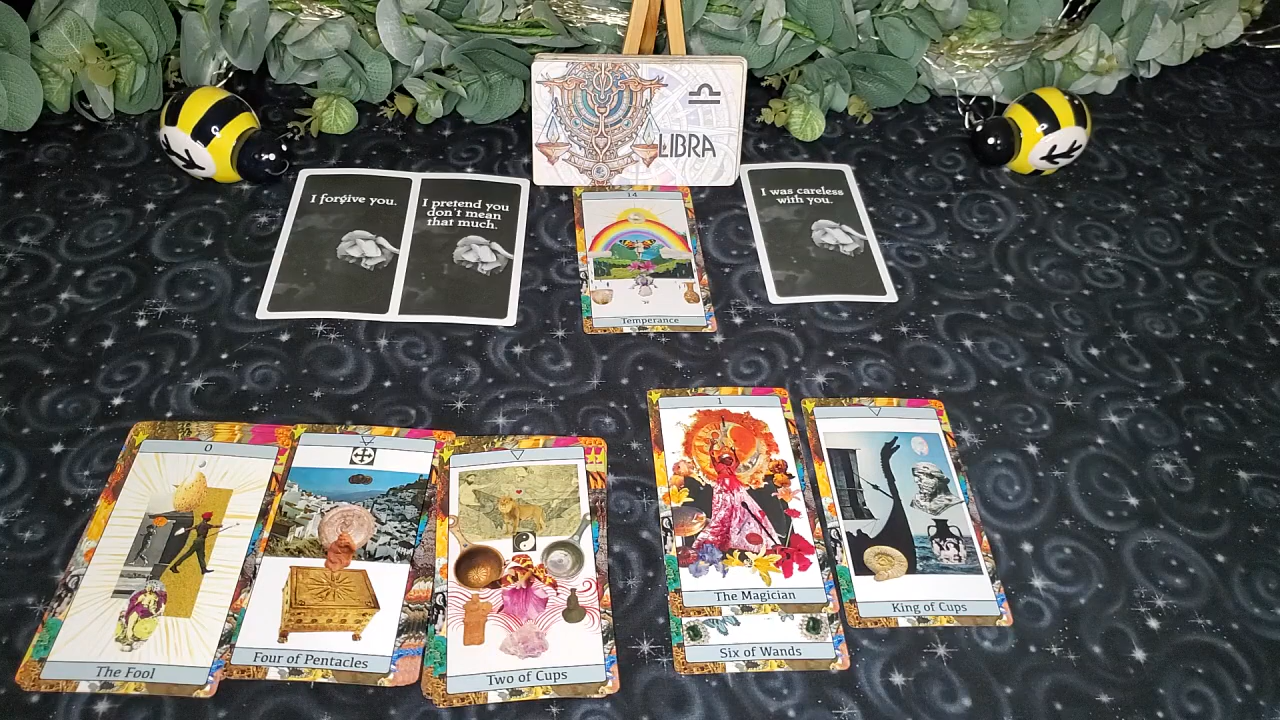 LIBRA
I forgive you.
I pretend you
don't mean
that much.
14
Temperance
I was careless
with you.
0
The Fool
Four of Pentacles
Two of Cups
1
The Magician
Six of Wands
King of Cups